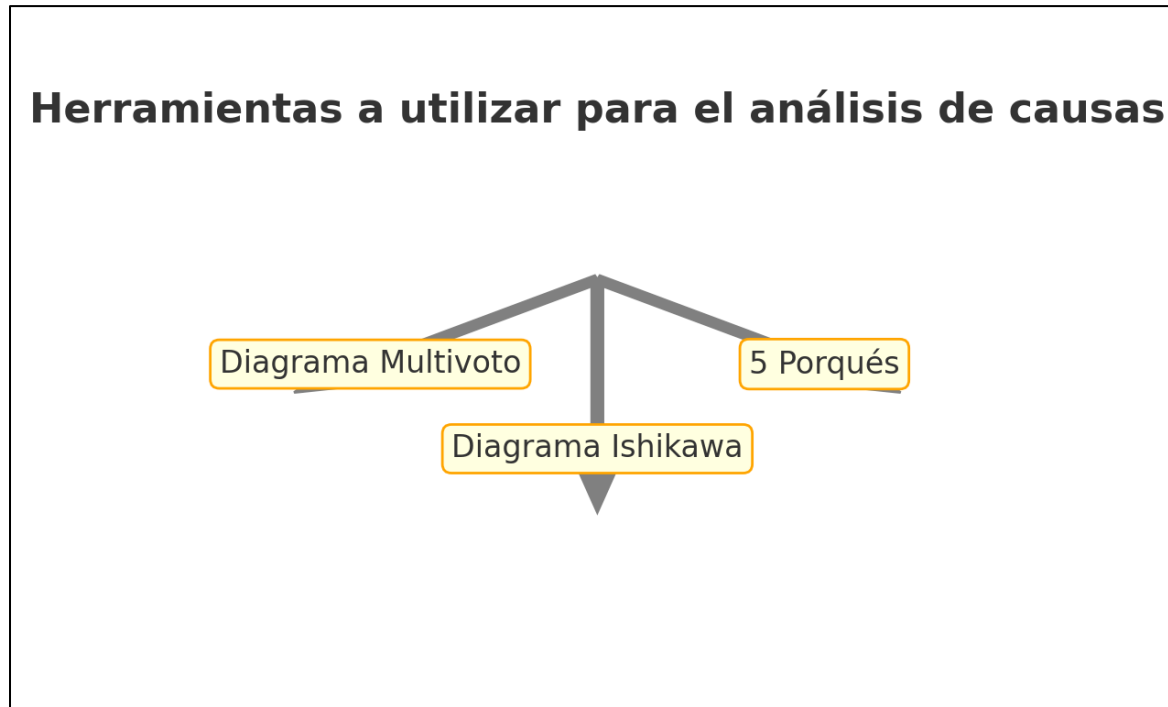 Herramientas a utilizar para el análisis de causas
Diagrama Multivoto
5 Porqués
Diagrama Ishikawa